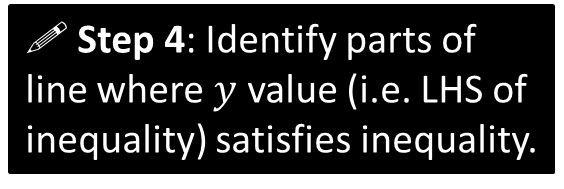 ✏ Step 4: Identify parts of
line where y value (i.e. LHS of
inequality) satisfies inequality.